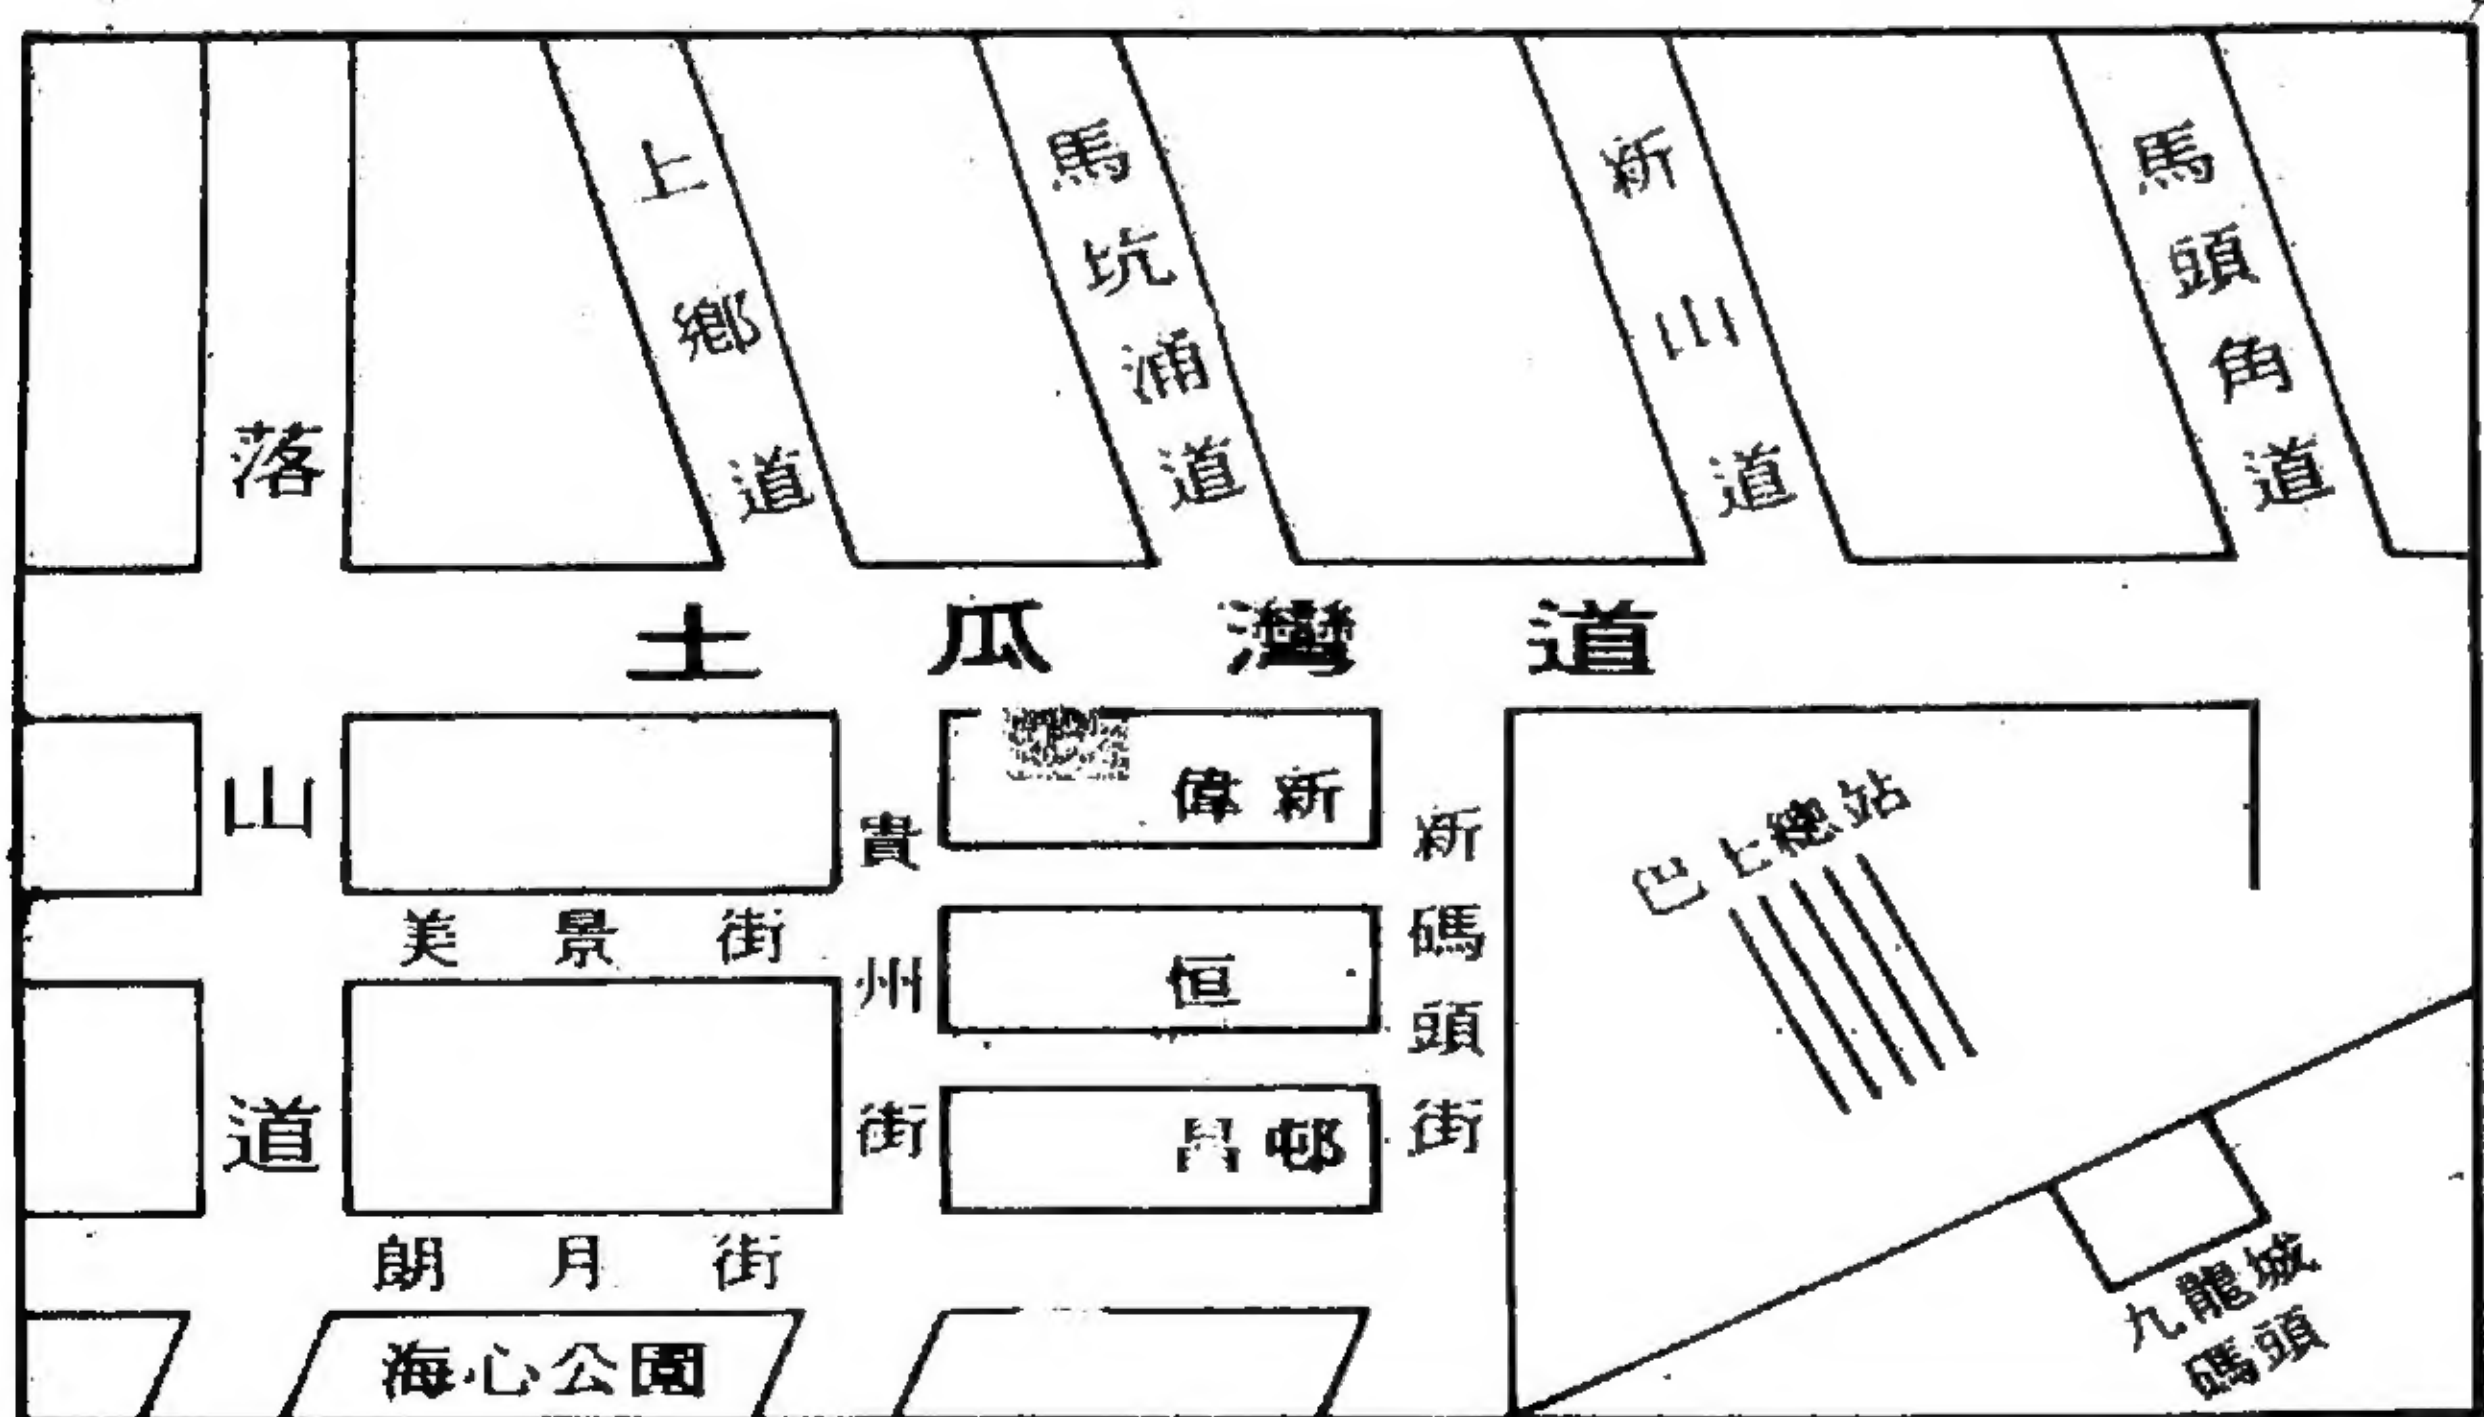 上鄉道
馬坑涌道
新山道
馬頭角道
落山道
土瓜灣道
偉新
恒
昌邨
貴州街
新碼頭街
美景街
朗月街
海心公園
巴士總站
九龍城
碼頭